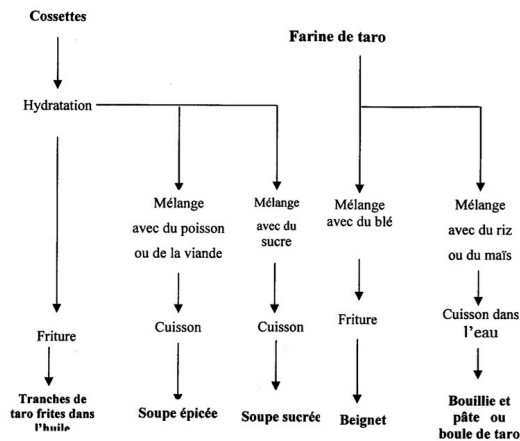 Cossettes
Farine de taro
Hydratation
Mélange
avec du poisson
ou de la viande
Mélange
avec du
sucre
Mélange
avec du blé
Mélange
avec du riz
ou du maïs
Friture
Cuisson
Cuisson
Friture
Cuisson dans
l'eau
Tranches de
taro frites dans
l'huile
Soupe épicée
Soupe sucrée
Beignet
Bouillie et
pâte ou
boule de taro